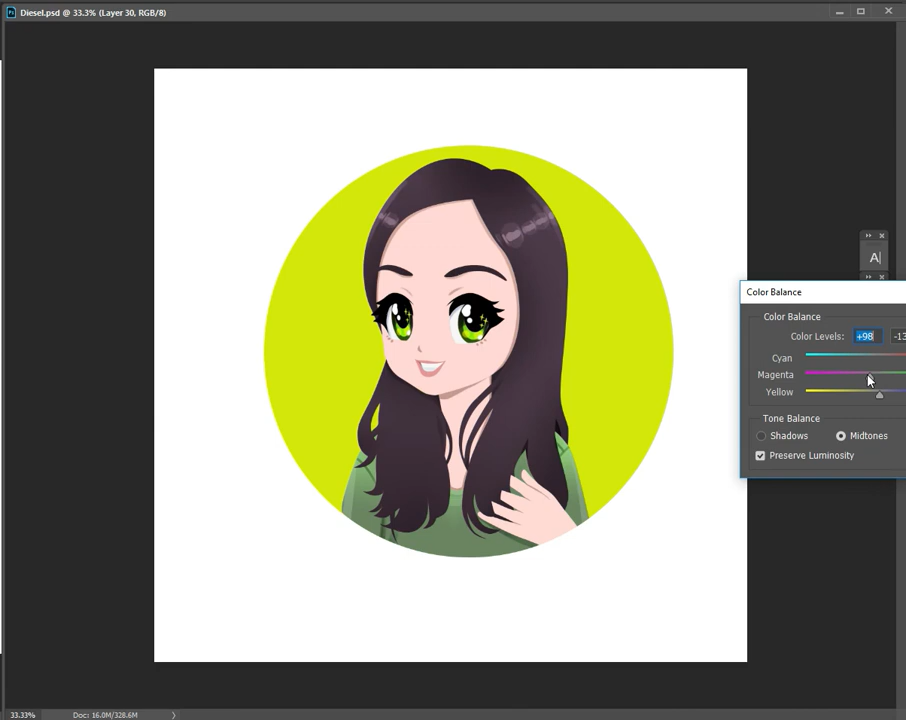 Ps Diesel.psd @ 33.3% (Layer 30, RGB/8)
A|
Color Balance
Color Balance
Color Levels: +98 -13
Cyan
Magenta
Yellow
Tone Balance
Shadows Midtones
Preserve Luminosity
33.33% Doc: 16.0M/328.6M